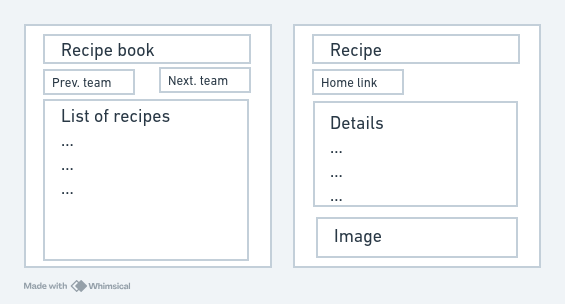 Recipe book
Prev. team
Next. team
List of recipes
...
...
...
Recipe
Home link
Details
...
...
...
Image
Made with Whimsical